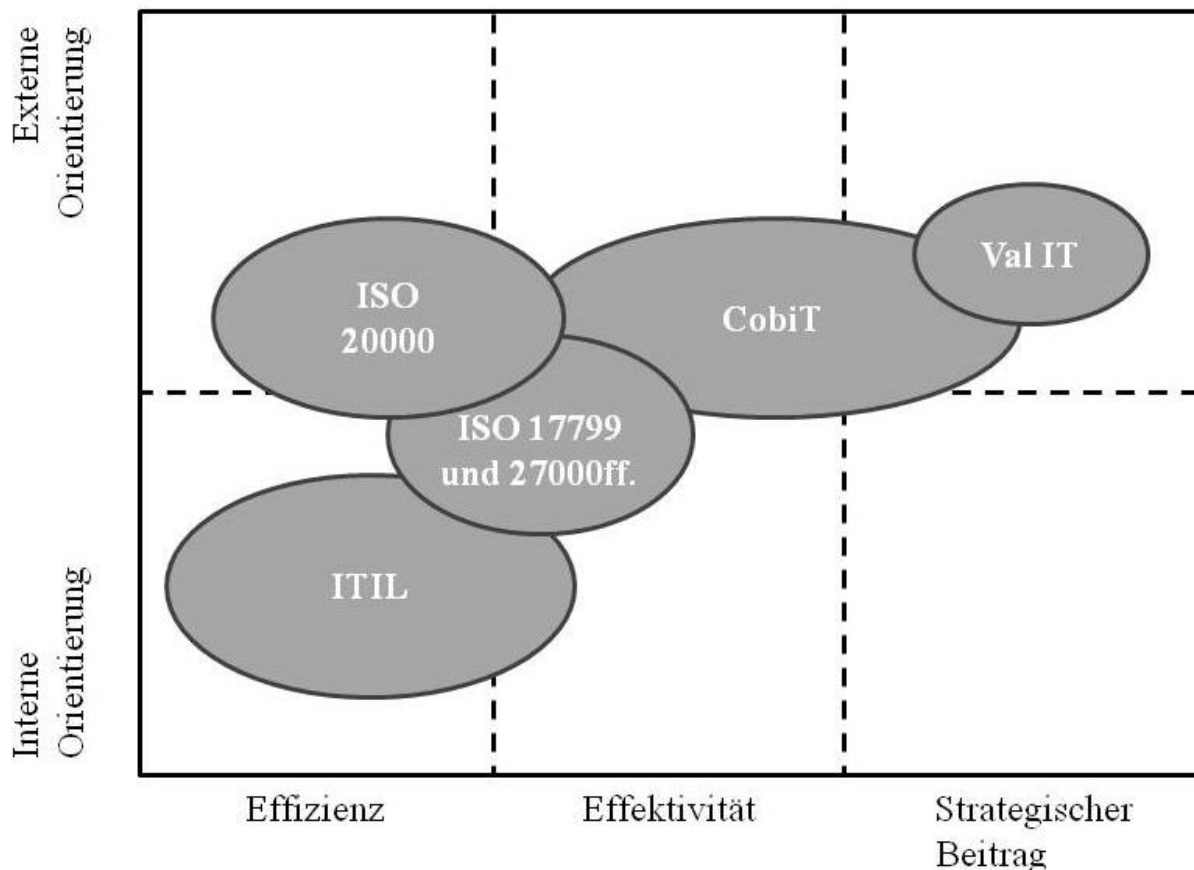 Externe
Orientierung
Val IT
ISO
20000
CobiT
ISO 17799
und 27000ff.
ITIL
Interne
Orientierung
Effizienz
Effektivität
Strategischer
Beitrag